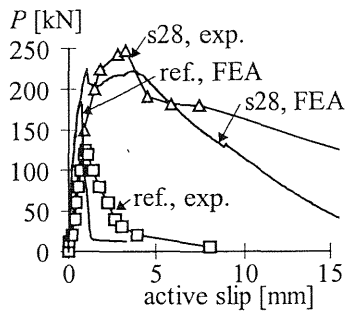 P [kN]
s28, exp.
250
ref., FEA
200
s28, FEA
150
100
ref., exp.
50
0
0 5 10 15
active slip [mm]